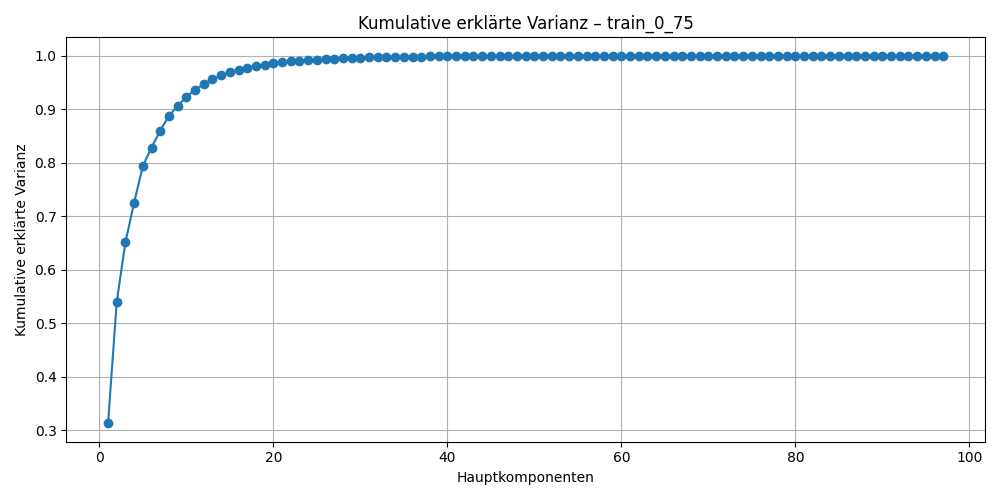 Kumulative erklärte Varianz – train_0_75
Kumulative erklärte Varianz
1.0
0.9
0.8
0.7
0.6
0.5
0.4
0.3
0 20 40 60 80 100
Hauptkomponenten